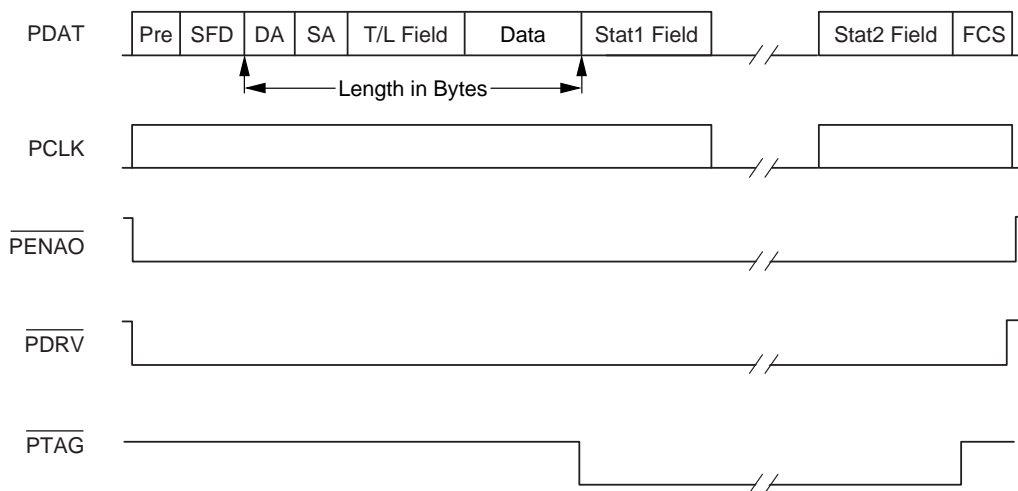 PDAT Pre SFD DA SA T/L Field Data Stat1 Field Stat2 Field FCS
Length in Bytes
PCLK
PENAO
PDRV
PTAG